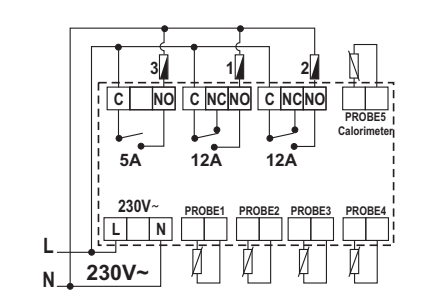 3 1 2
C NO C NC NO C NC NO
PROBE5
Calorimeter
5A 12A 12A
230V~ PROBE1 PROBE2 PROBE3 PROBE4
L N
L
N 230V~